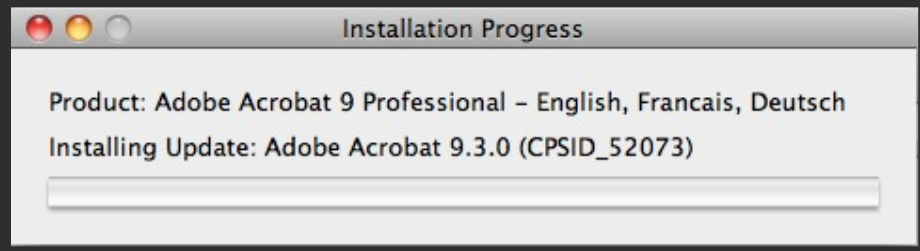 Installation Progress
Product: Adobe Acrobat 9 Professional – English, Francais, Deutsch
Installing Update: Adobe Acrobat 9.3.0 (CPSID_52073)